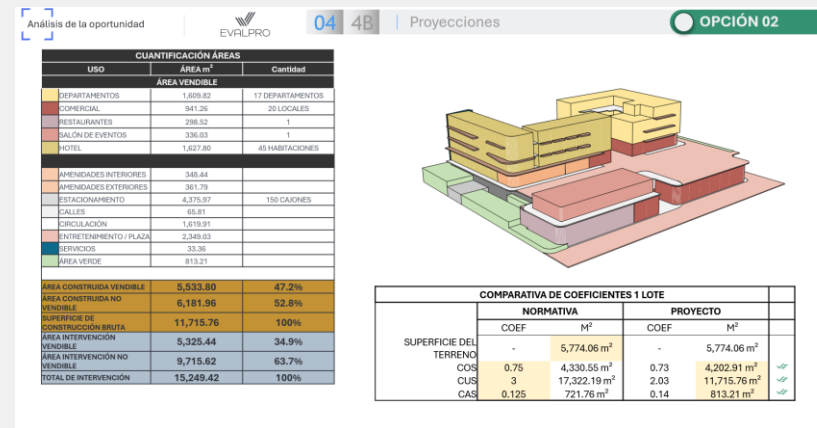 Análisis de la oportunidad
EVALPRO
04 4B | Proyecciones
OPCIÓN 02
CUANTIFICACIÓN ÁREAS
USO ÁREA m² Cantidad
ÁREA VENDIBLE
DEPARTAMENTOS 1,609.82 17 DEPARTAMENTOS
COMERCIAL 941.26 20 LOCALES
RESTAURANTES 298.52 1
SALÓN DE EVENTOS 336.03 1
HOTEL 1,627.80 45 HABITACIONES
AMENIDADES INTERIORES 348.44
AMENIDADES EXTERIORES 361.79
ESTACIONAMIENTO 4,375.97 150 CAJONES
CALLES 65.81
CIRCULACIÓN 1,619.91
ENTRETENIMIENTO / PLAZA 2,349.03
SERVICIOS 33.36
ÁREA VERDE 813.21
ÁREA CONSTRUIDA VENDIBLE 5,533.80 47.2%
ÁREA CONSTRUIDA NO
VENDIBLE 6,181.96 52.8%
SUPERFICIE DE
CONSTRUCCIÓN BRUTA 11,715.76 100%
ÁREA INTERVENCIÓN
VENDIBLE 5,325.44 34.9%
ÁREA INTERVENCIÓN NO
VENDIBLE 9,715.62 63.7%
TOTAL DE INTERVENCIÓN 15,249.42 100%
COMPARATIVA DE COEFICIENTES 1 LOTE
NORMATIVA PROYECTO
COEF M² COEF M²
SUPERFICIE DEL
TERRENO - 5,774.06 m² - 5,774.06 m²
COS 0.75 4,330.55 m² 0.73 4,202.91 m²
CUS 3 17,322.19 m² 2.03 11,715.76 m²
CAS 0.125 721.76 m² 0.14 813.21 m²